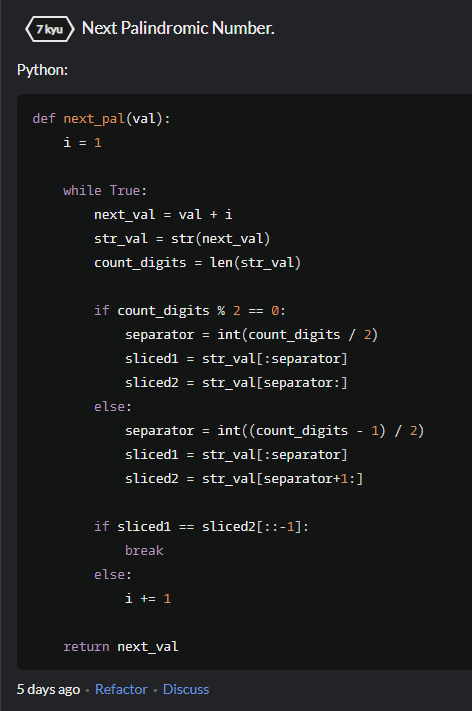 7 kyu Next Palindromic Number.
Python:
def next_pal(val):
    i = 1
    while True:
        next_val = val + i
        str_val = str(next_val)
        count_digits = len(str_val)
        if count_digits % 2 == 0:
            separator = int(count_digits / 2)
            sliced1 = str_val[:separator]
            sliced2 = str_val[separator:]
        else:
            separator = int((count_digits - 1) / 2)
            sliced1 = str_val[:separator]
            sliced2 = str_val[separator+1:]
        if sliced1 == sliced2[::-1]:
            break
        else:
            i += 1
    return next_val
5 days ago • Refactor • Discuss